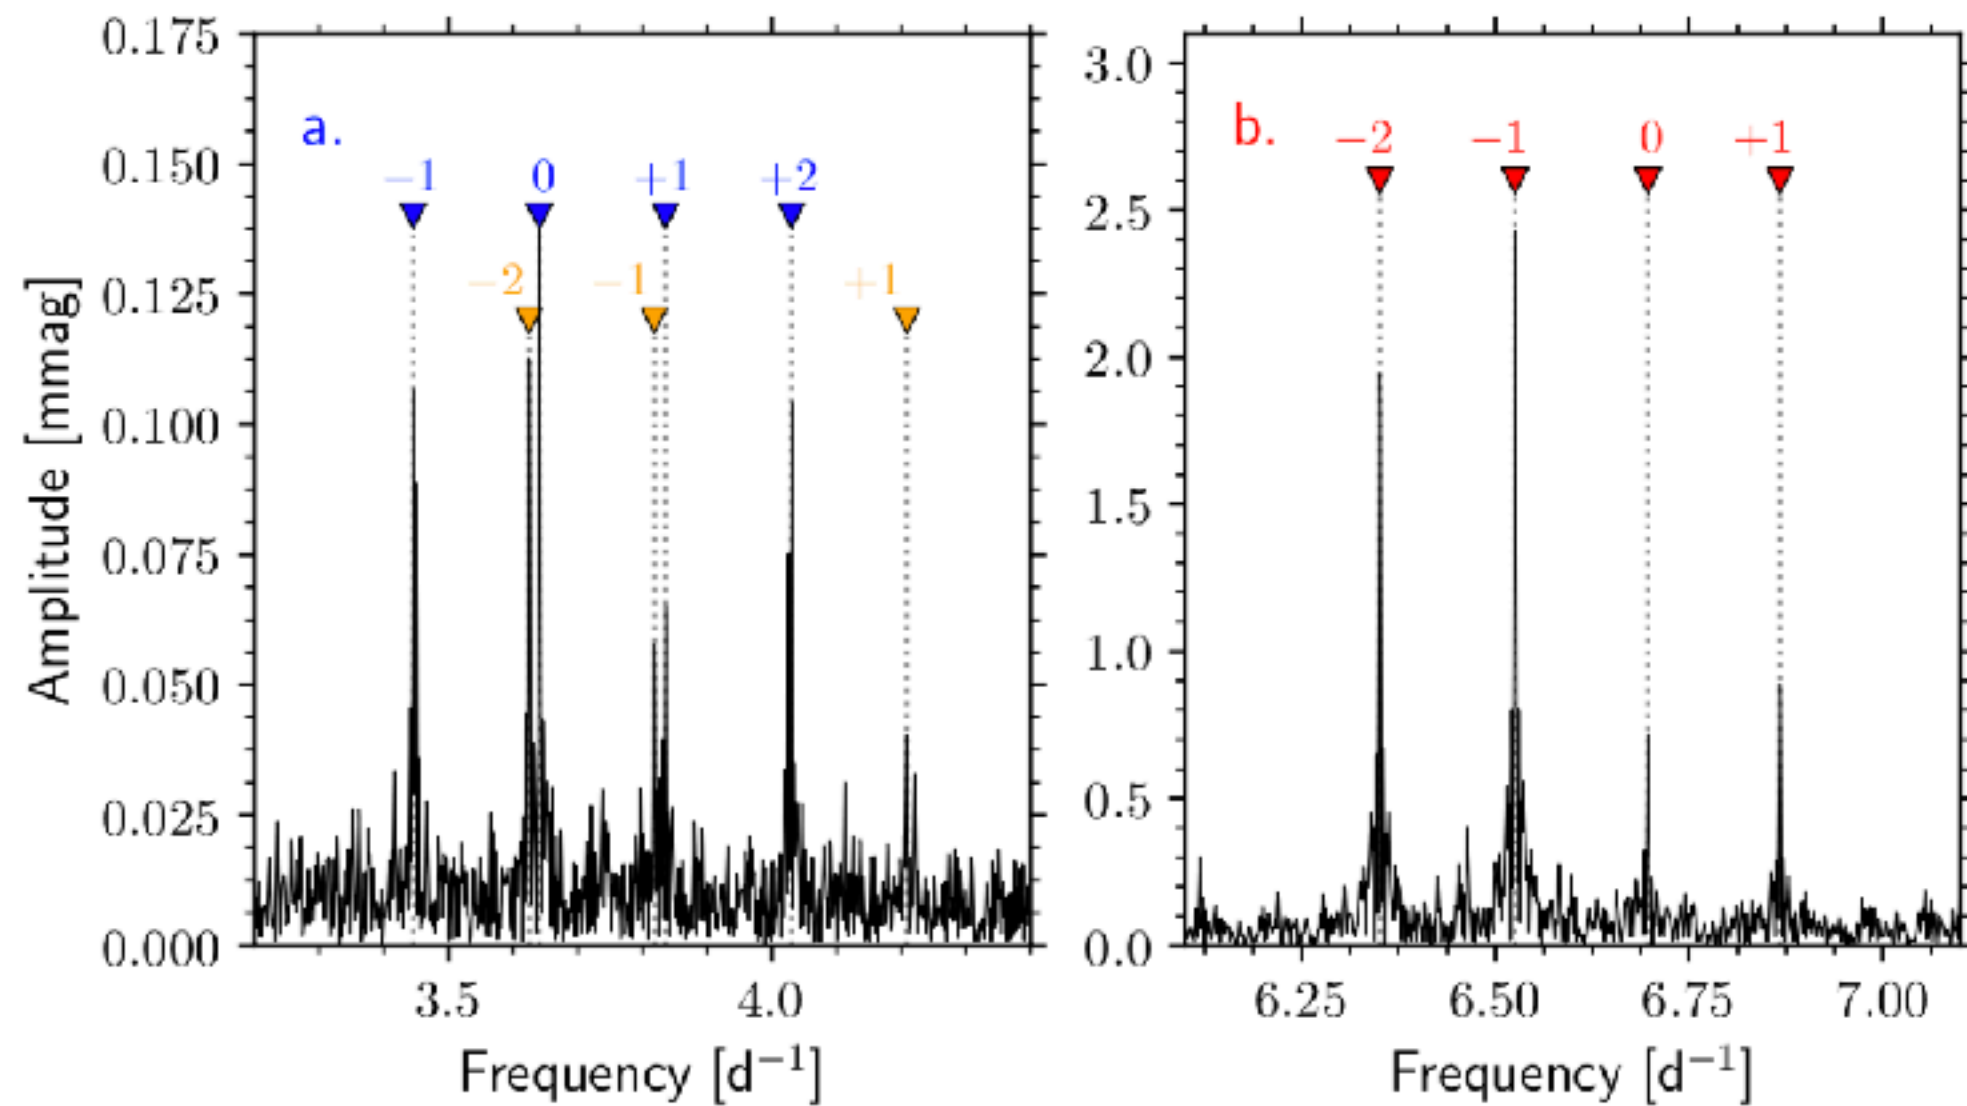 0.175
0.150
0.125
0.100
0.075
0.050
0.025
0.000
Amplitude [mmag]
a.
−1 0 +1 +2
−2 −1 +1
3.5 4.0
Frequency [d−1]
3.0
2.5
2.0
1.5
1.0
0.5
0.0
b.
−2 −1 0 +1
6.25 6.50 6.75 7.00
Frequency [d−1]